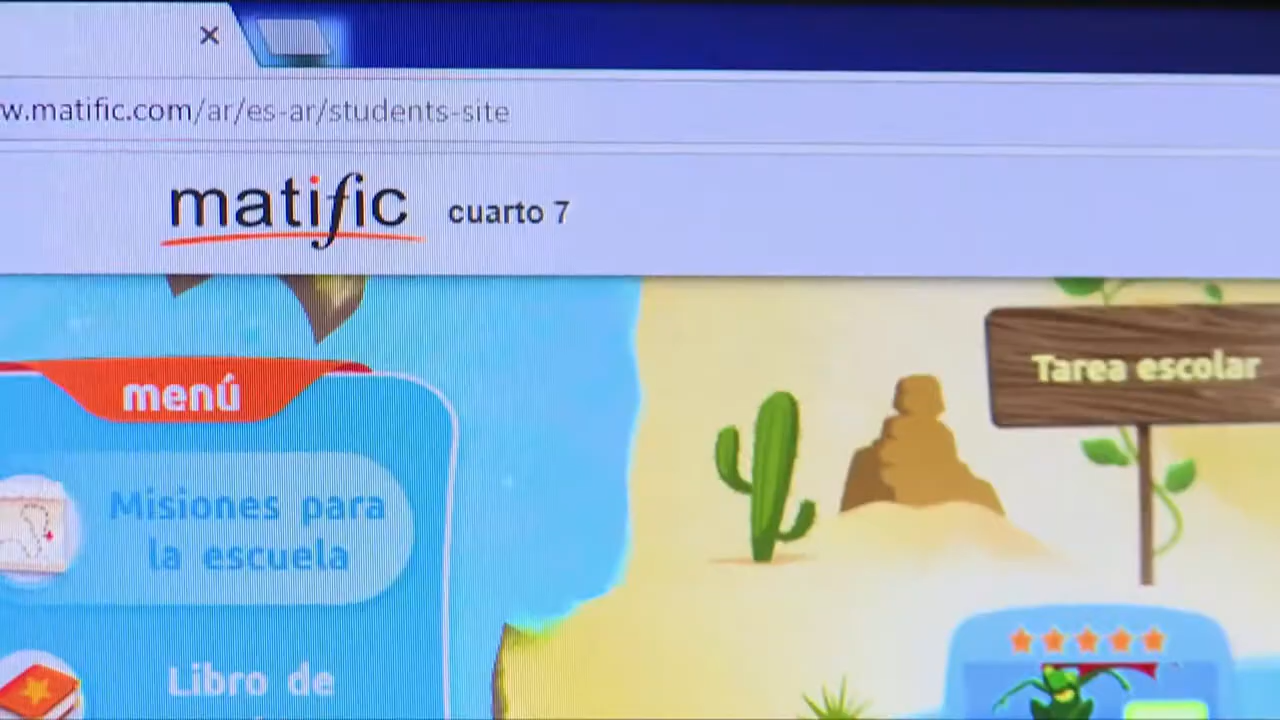 w.matific.com/ar/es-ar/students-site
matific cuarto 7
menú
Tarea escolar
Misiones para
la escuela
Libro de